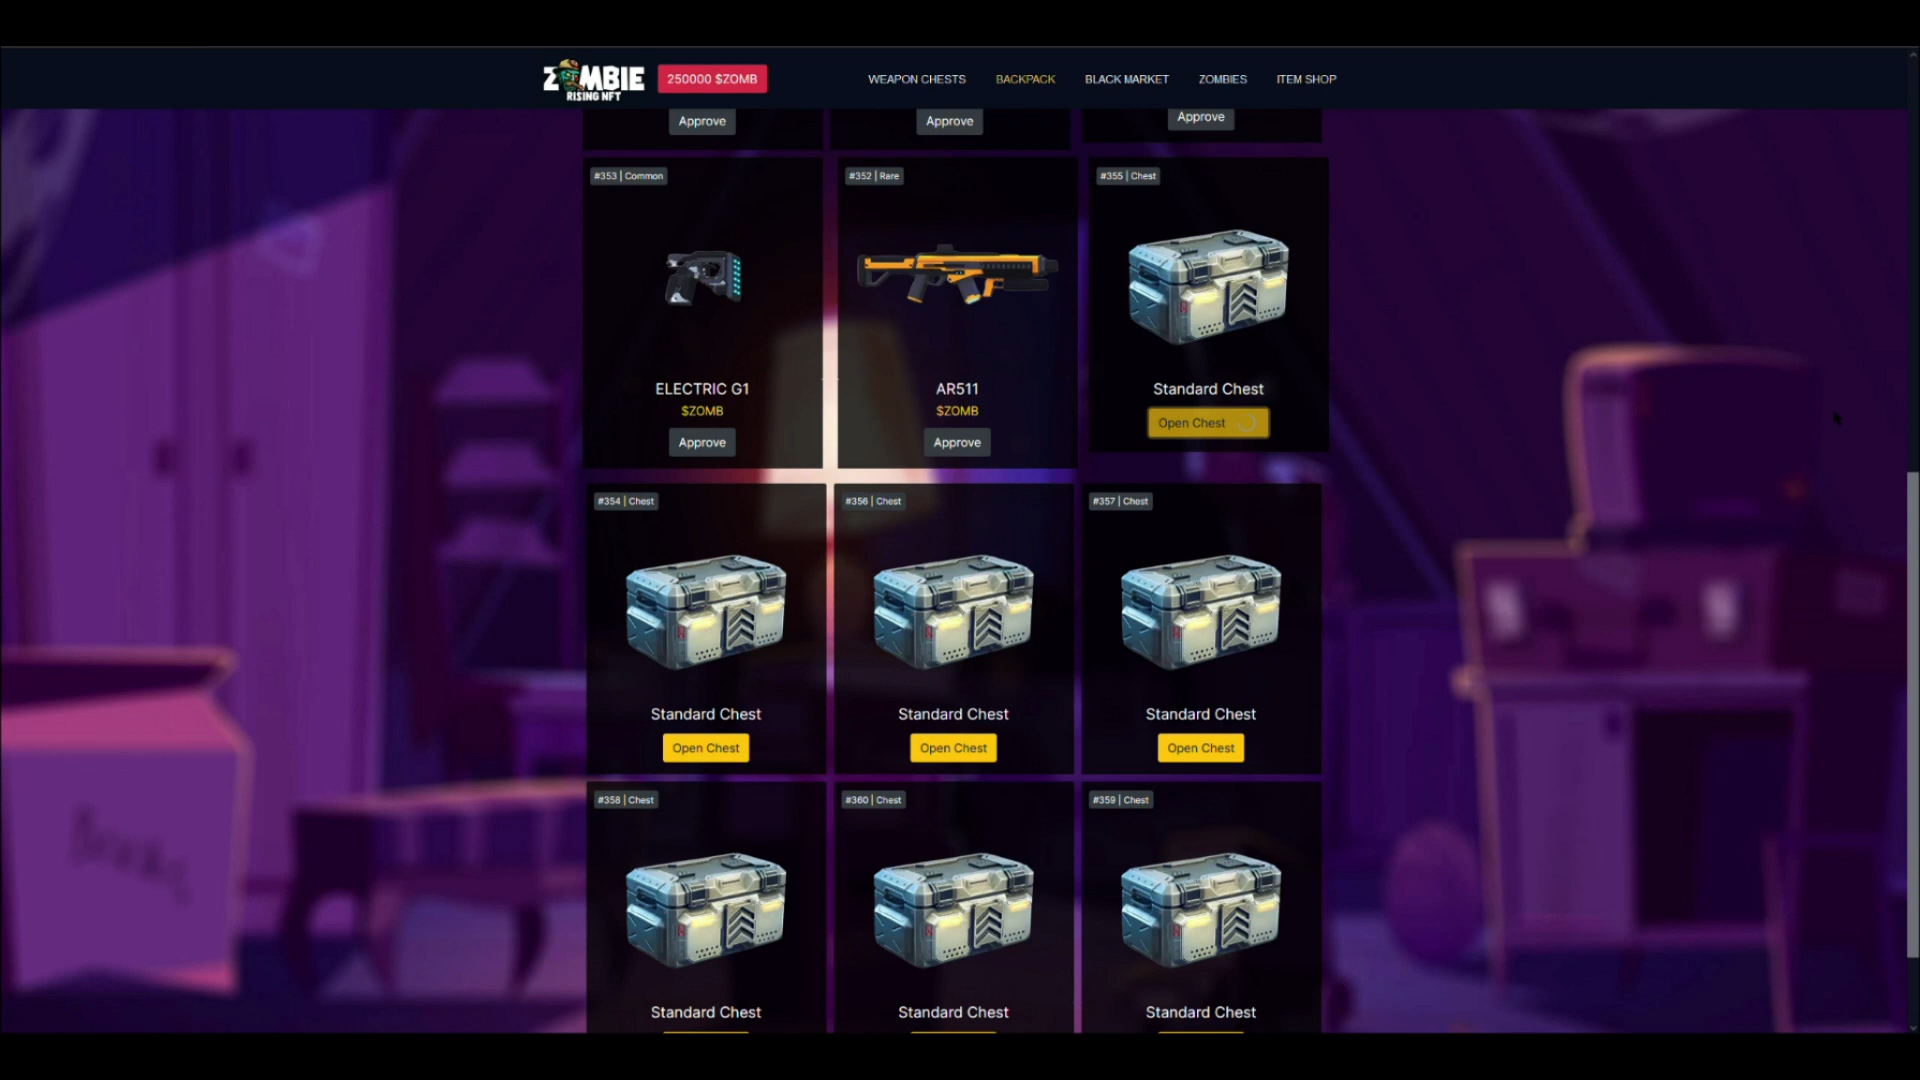 ZOMBIE
RISING NFT
250000 $ZOMB
WEAPON CHESTS
BACKPACK
BLACK MARKET
ZOMBIES
ITEM SHOP
Approve
Approve
Approve
#353 | Common
#352 | Rare
#355 | Chest
ELECTRIC G1
AR511
Standard Chest
$ZOMB
$ZOMB
Open Chest
Approve
Approve
#354 | Chest
#356 | Chest
#357 | Chest
Standard Chest
Standard Chest
Standard Chest
Open Chest
Open Chest
Open Chest
#358 | Chest
#360 | Chest
#359 | Chest
Standard Chest
Standard Chest
Standard Chest